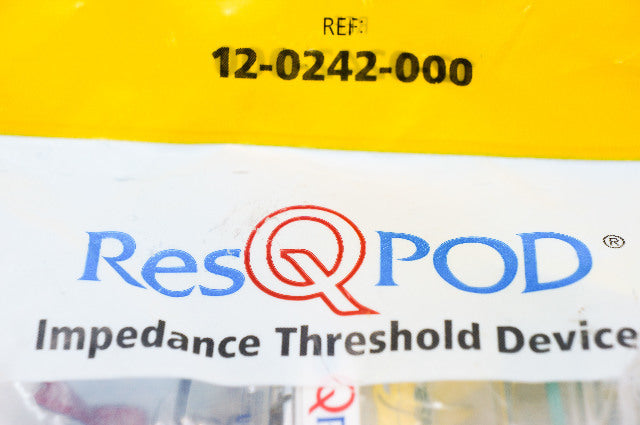 REF:
12-0242-000
ResQPOD®
Impedance Threshold Device
Q